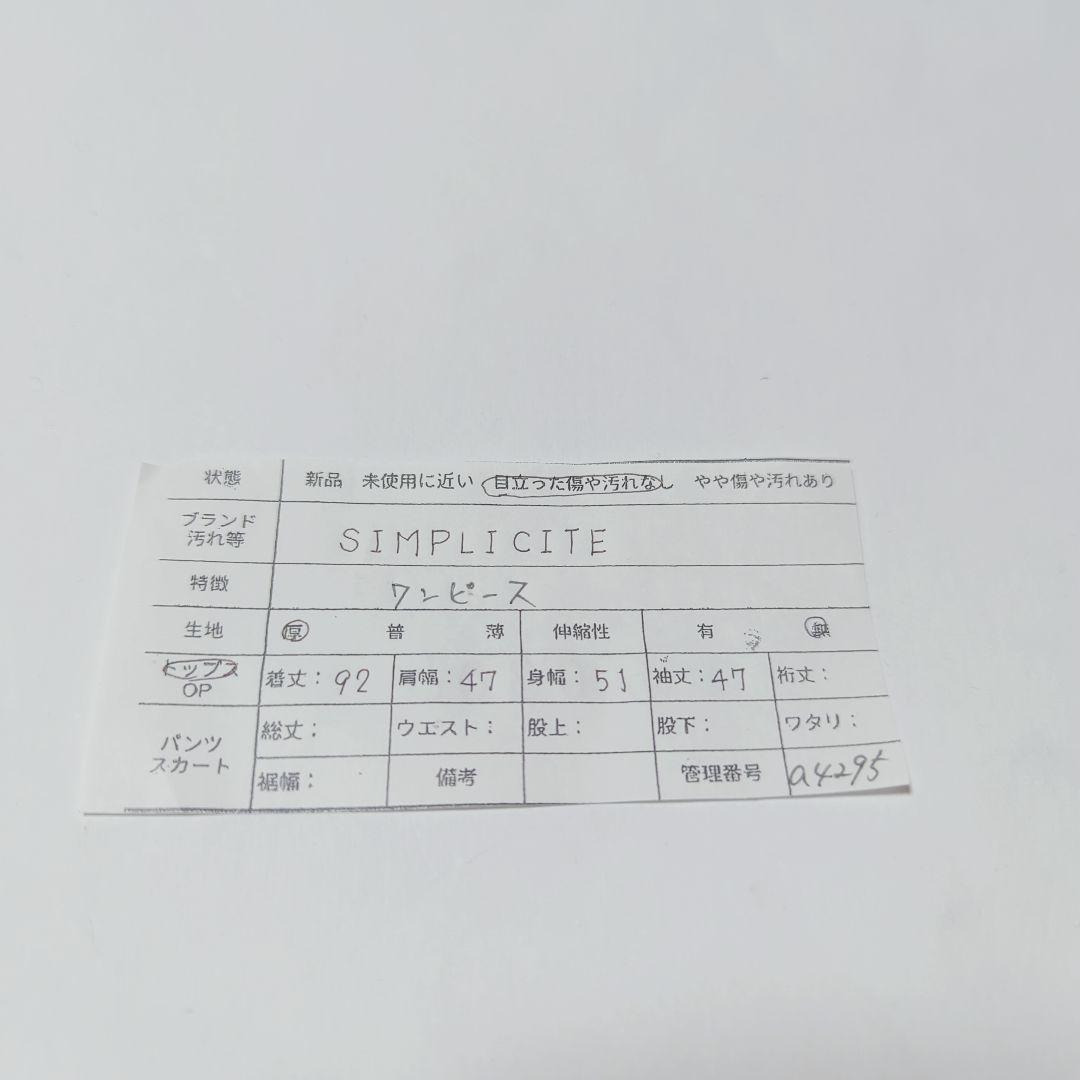 状態 新品 未使用に近い 目立った傷や汚れなし やや傷や汚れあり
ブランド
汚れ等 SIMPLICITE
特徴 ワンピース
生地 厚 普 薄 伸縮性 有 無
トップス
OP 着丈：92 肩幅：47 身幅：51 袖丈：47 裄丈：
パンツ
スカート 総丈： ウエスト： 股上： 股下： ワタリ：
裾幅： 備考 管理番号 a4295